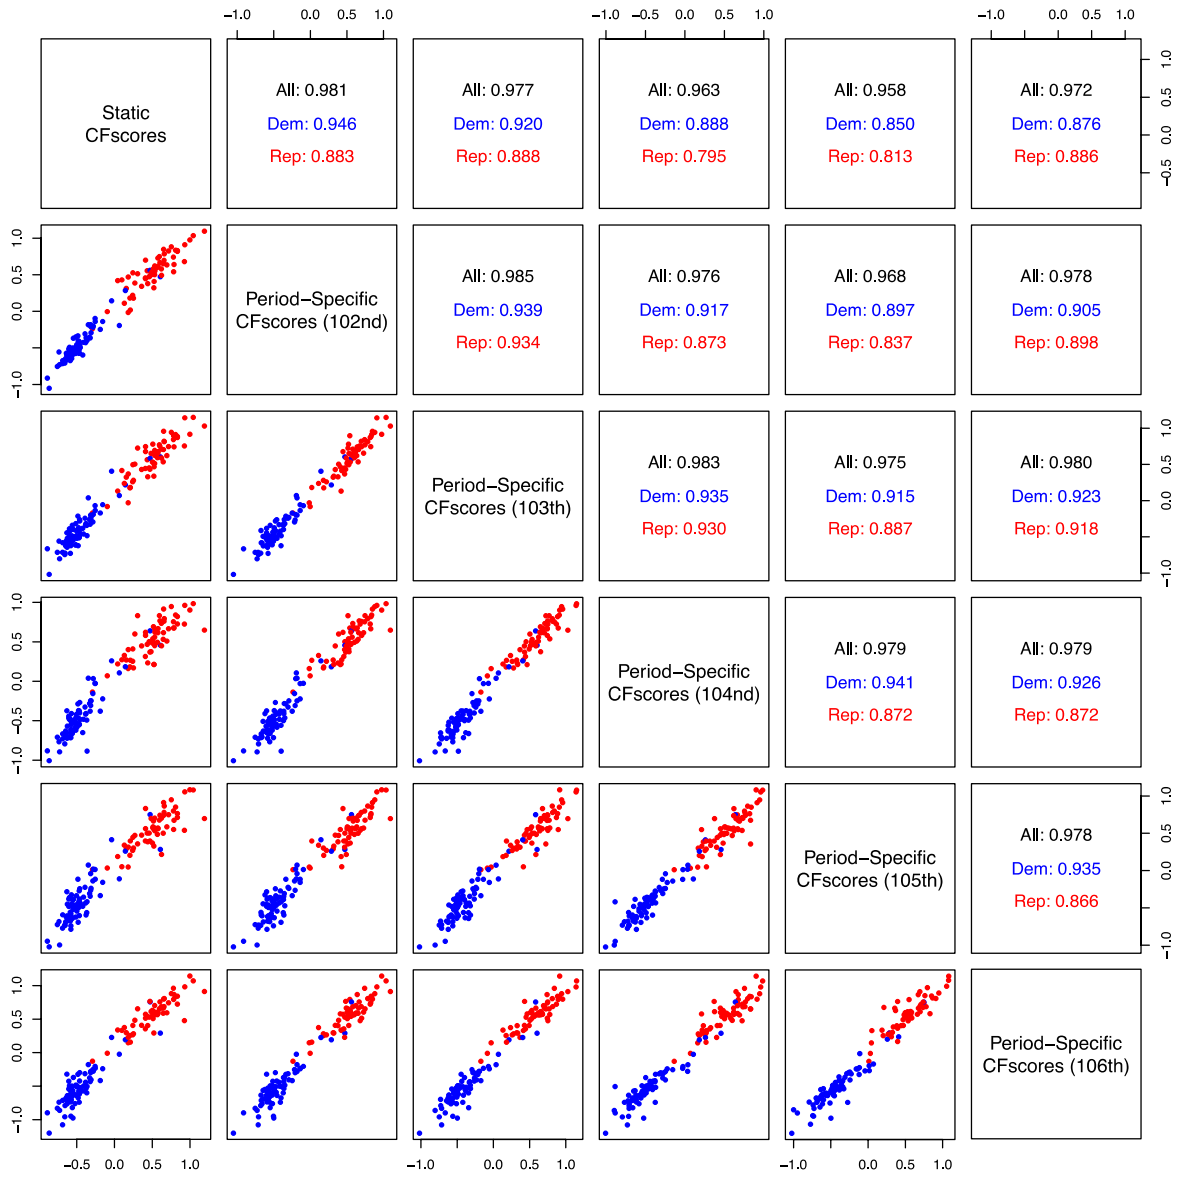 −1.0 0.0 0.5 1.0
−1.0 −0.5 0.0 0.5 1.0
−1.0 0.0 0.5 1.0
Static
CFscores
All: 0.981
Dem: 0.946
Rep: 0.883
All: 0.977
Dem: 0.920
Rep: 0.888
All: 0.963
Dem: 0.888
Rep: 0.795
All: 0.958
Dem: 0.850
Rep: 0.813
All: 0.972
Dem: 0.876
Rep: 0.886
−0.5 0.0 0.5 1.0
−1.0 0.0 0.5 1.0
Period−Specific
CFscores (102nd)
All: 0.985
Dem: 0.939
Rep: 0.934
All: 0.976
Dem: 0.917
Rep: 0.873
All: 0.968
Dem: 0.897
Rep: 0.837
All: 0.978
Dem: 0.905
Rep: 0.898
Period−Specific
CFscores (103th)
All: 0.983
Dem: 0.935
Rep: 0.930
All: 0.975
Dem: 0.915
Rep: 0.887
All: 0.980
Dem: 0.923
Rep: 0.918
−1.0 0.0 0.5 1.0
−1.0 0.0 0.5 1.0
Period−Specific
CFscores (104nd)
All: 0.979
Dem: 0.941
Rep: 0.872
All: 0.979
Dem: 0.926
Rep: 0.872
Period−Specific
CFscores (105th)
All: 0.978
Dem: 0.935
Rep: 0.866
−1.0 0.0 0.5 1.0
−1.0 0.0 0.5 1.0
Period−Specific
CFscores (106th)
0.0 0.5 1.0
−1.0 0.0 0.5 1.0
−1.0 0.0 0.5 1.0